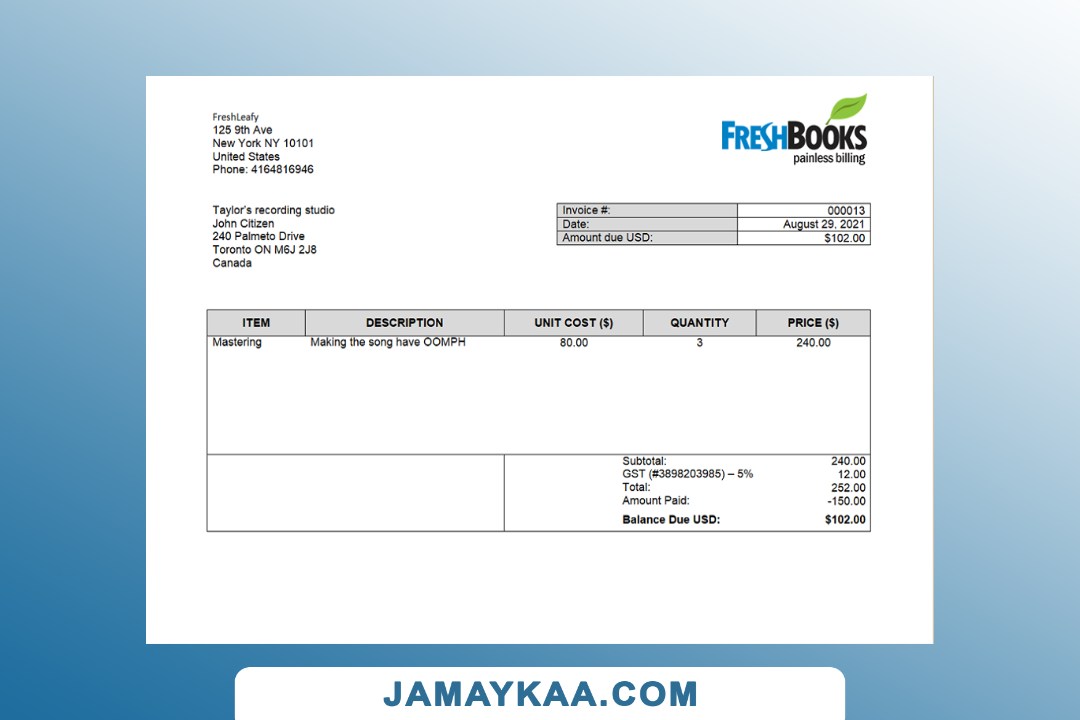 FreshLeafy
125 9th Ave
New York NY 10101
United States
Phone: 4164816946
FRESHBOOKS
painless billing
Taylor's recording studio
John Citizen
240 Palmeto Drive
Toronto ON M6J 2J8
Canada
Invoice #: 000013
Date: August 29, 2021
Amount due USD: $102.00
ITEM DESCRIPTION UNIT COST ($) QUANTITY PRICE ($)
Mastering Making the song have OOMPH 80.00 3 240.00
Subtotal: 240.00
GST (#3898203985) – 5% 12.00
Total: 252.00
Amount Paid: -150.00
Balance Due USD: $102.00
JAMAYKAA.COM